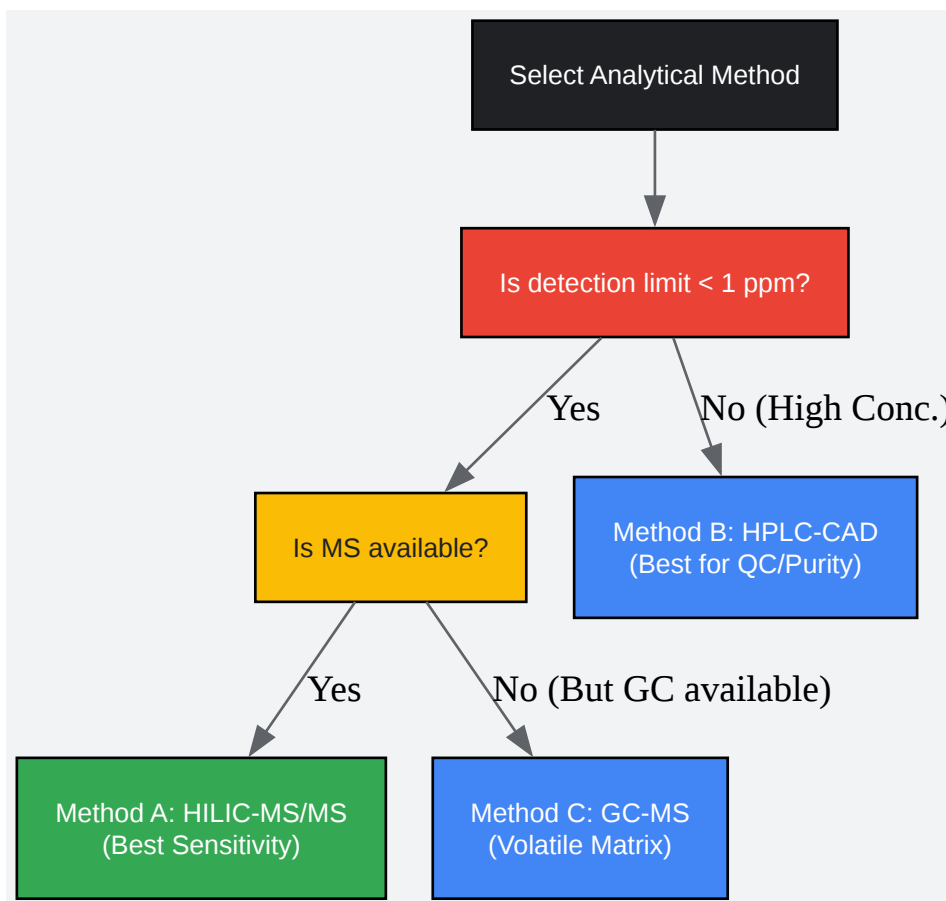 Select Analytical Method
Is detection limit < 1 ppm?
Yes
No (High Conc.)
Is MS available?
Method B: HPLC-CAD
(Best for QC/Purity)
Yes
No (But GC available)
Method A: HILIC-MS/MS
(Best Sensitivity)
Method C: GC-MS
(Volatile Matrix)